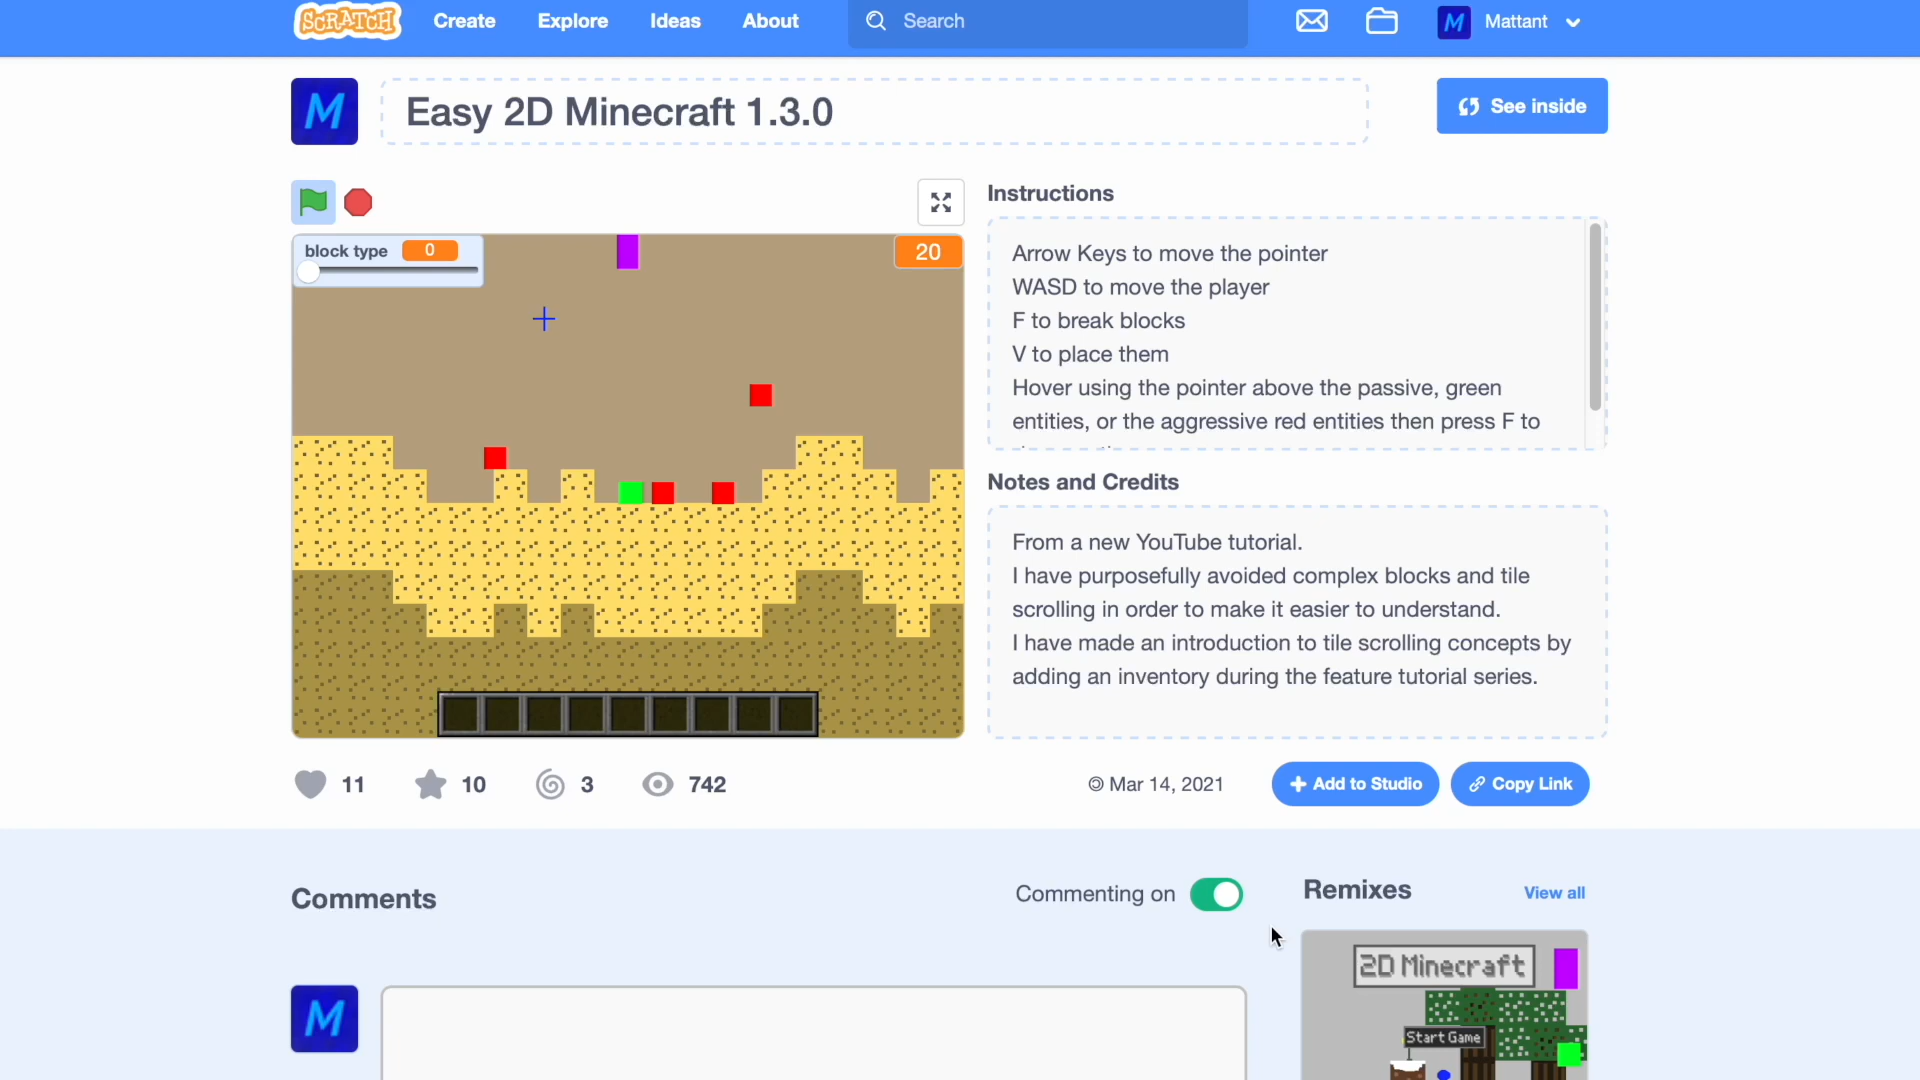 SCRATCH Create Explore Ideas About Search M Mattant
M Easy 2D Minecraft 1.3.0 See inside
Instructions
block type 0 20
Arrow Keys to move the pointer
WASD to move the player
F to break blocks
V to place them
Hover using the pointer above the passive, green
entities, or the aggressive red entities then press F to
Notes and Credits
From a new YouTube tutorial.
I have purposefully avoided complex blocks and tile
scrolling in order to make it easier to understand.
I have made an introduction to tile scrolling concepts by
adding an inventory during the feature tutorial series.
11 10 3 742 © Mar 14, 2021 Add to Studio Copy Link
Comments Commenting on Remixes View all
2D Minecraft
Start Game
M